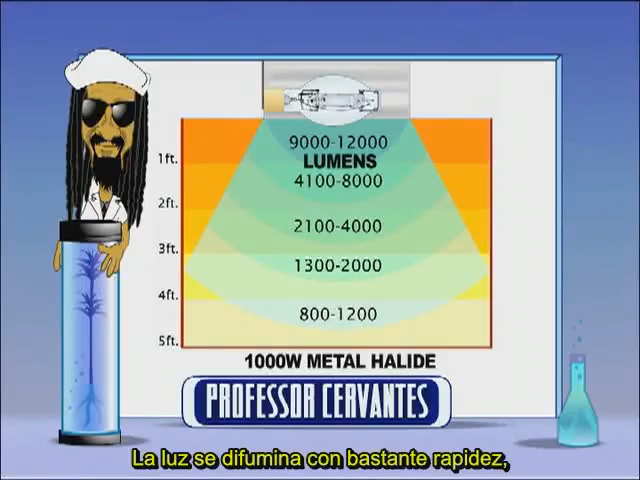 9000-12000
LUMENS
1ft.
4100-8000
2ft.
2100-4000
3ft.
1300-2000
4ft.
800-1200
5ft.
1000W METAL HALIDE
PROFESSOR CERVANTES
La luz se difumina con bastante rapidez,